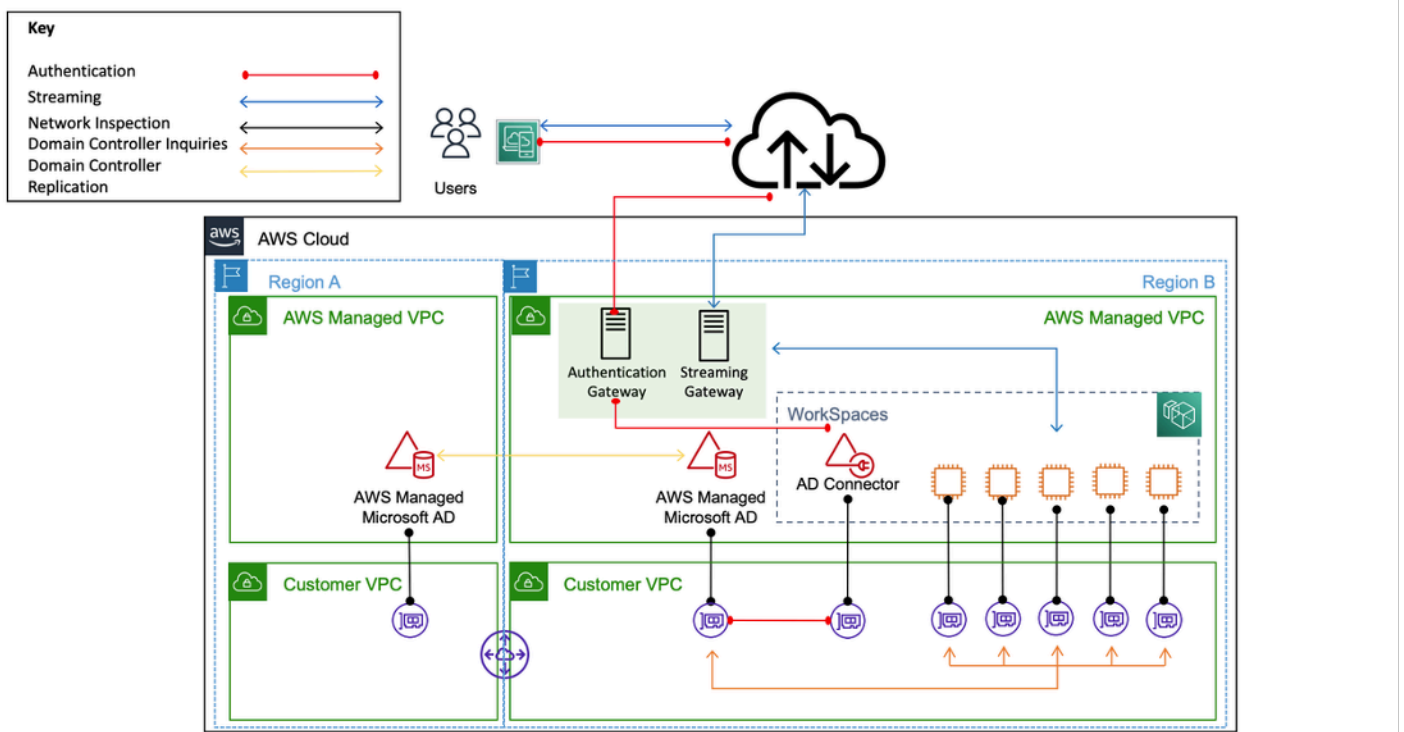 Key
Authentication
Streaming
Network Inspection
Domain Controller Inquiries
Domain Controller
Replication
Users
aws
AWS Cloud
Region A
Region B
AWS Managed VPC
AWS Managed VPC
Authentication
Gateway
Streaming
Gateway
WorkSpaces
MS
MS
AD Connector
AWS Managed
Microsoft AD
AWS Managed
Microsoft AD
Customer VPC
Customer VPC